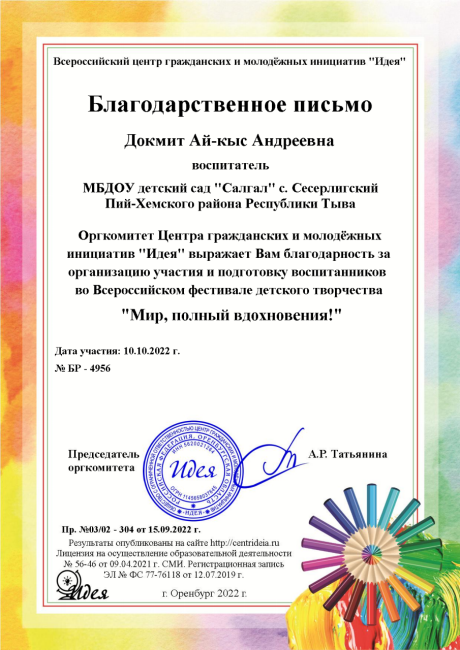 Всероссийский центр гражданских и молодёжных инициатив "Идея"
Благодарственное письмо
Докмит Ай-кыс Андреевна
воспитатель
МБДОУ детский сад "Салгал" с. Сесерлигский
Пий-Хемского района Республики Тыва
Оргкомитет Центра гражданских и молодёжных
инициатив "Идея" выражает Вам благодарность за
организацию участия и подготовку воспитанников
во Всероссийском фестивале детского творчества
"Мир, полный вдохновения!"
Дата участия: 10.10.2022 г.
№ БР - 4956
Председатель
оргкомитета
Идея
А.Р. Татьянина
Пр. №03/02 - 304 от 15.09.2022 г.
Результаты опубликованы на сайте http://centrideia.ru
Лицензия на осуществление образовательной деятельности
№ 56-46 от 09.04.2021 г. СМИ. Регистрационная запись
ЭЛ № ФС 77-76118 от 12.07.2019 г.
Идея
г. Оренбург 2022 г.